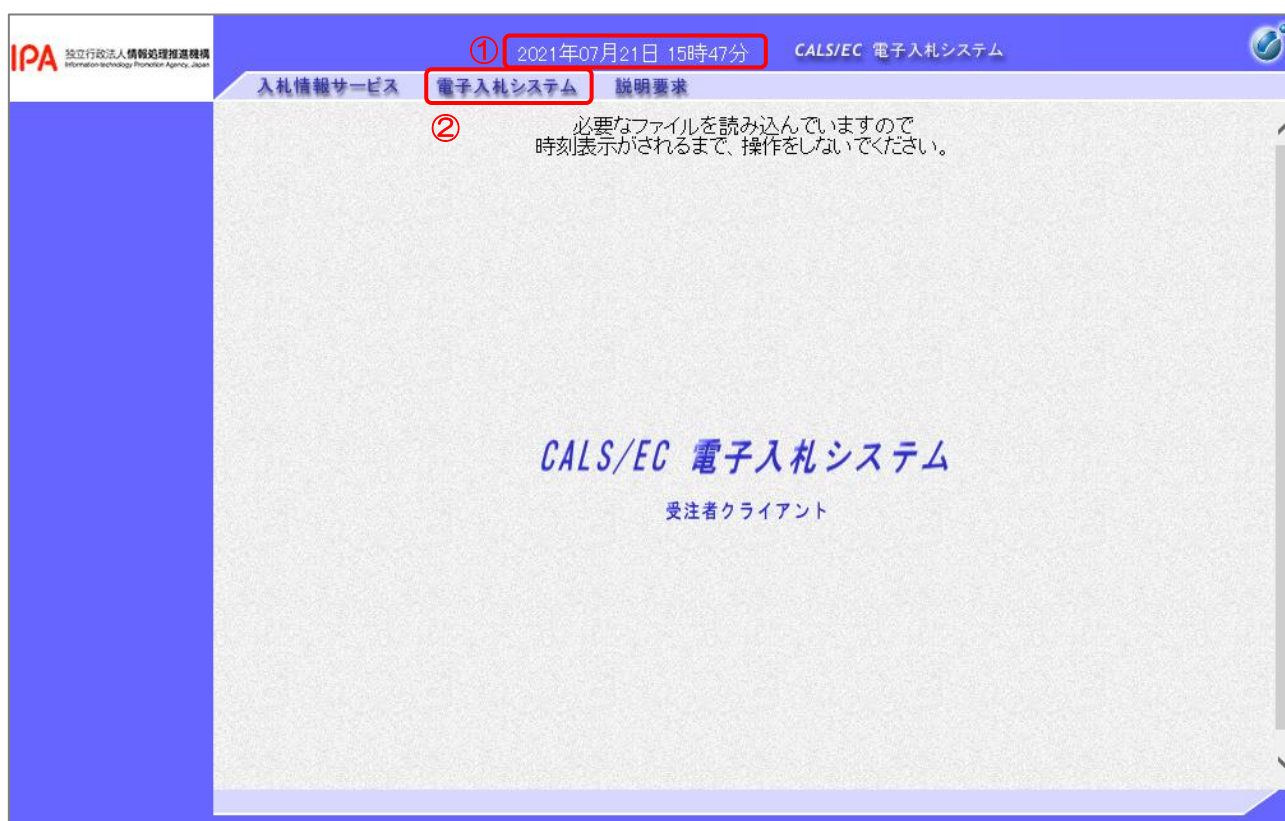 IPA 独立行政法人情報処理推進機構
Information-technology Promotion Agency, Japan
① 2021年07月21日 15時47分 CALS/EC 電子入札システム
入札情報サービス 電子入札システム 説明要求
②
必要なファイルを読み込んでいますので
時刻表示がされるまで、操作をしないでください。
CALS/EC 電子入札システム
受注者クライアント